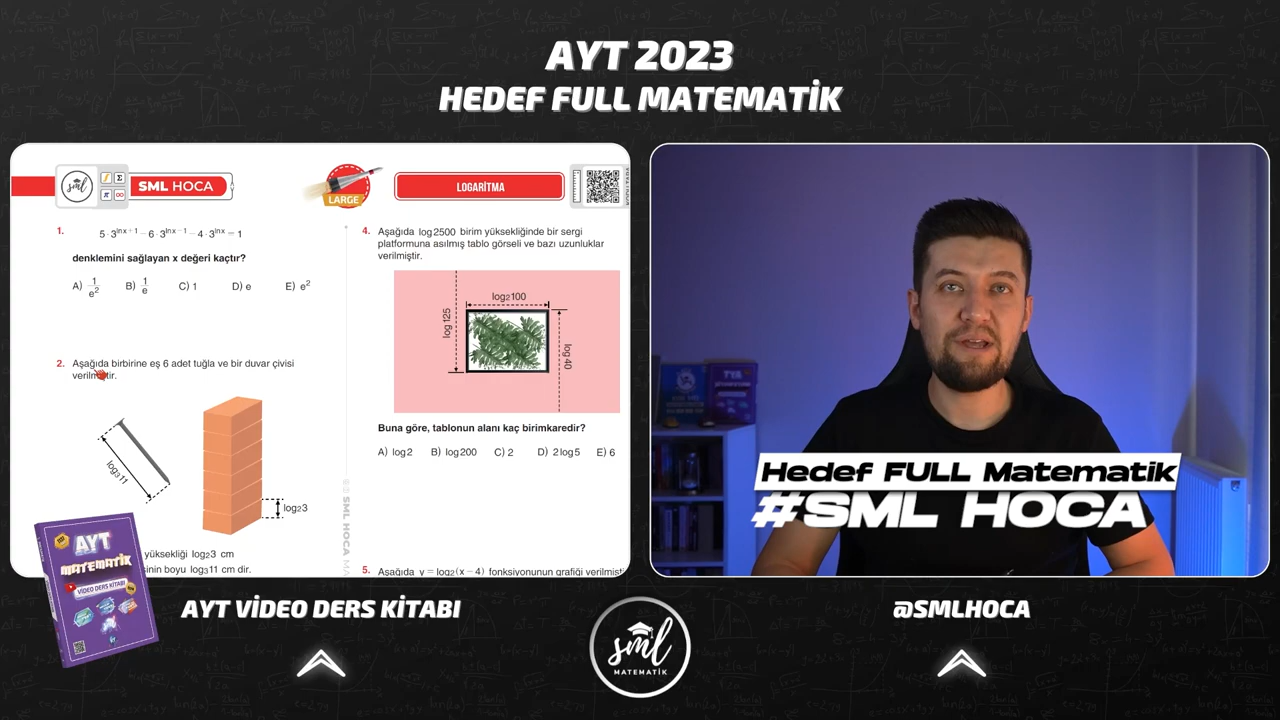 AYT 2023
HEDEF FULL MATEMATİK
sml
SML HOCA
LARGE
LOGARİTMA
1. 5·3^{lnx+1} − 6·3^{lnx−1} − 4·3^{lnx} = 1
denklemini sağlayan x değeri kaçtır?
A) 1/e² B) 1/e C) 1 D) e E) e²
2. Aşağıda birbirine eş 6 adet tuğla ve bir duvar çivisi
log₃11
log₂3
yüksekliği log₂3 cm
sinin boyu log₃11 cm dir.
4. Aşağıda log2500 birim yüksekliğinde bir sergi
platformuna asılmış tablo görseli ve bazı uzunluklar
verilmiştir.
log₂100
log125
log40
Buna göre, tablonun alanı kaç birimkaredir?
A) log2 B) log200 C) 2 D) 2log5 E) 6
SML HOCA MA
5. Aşağıda y = log₂(x − 4) fonksiyonunun grafiği verilmişti
Hedef FULL Matematik
#SML HOCA
AYT
MATEMATİK
VİDEO DERS KİTABI
AYT VİDEO DERS KİTABI
sml
MATEMATİK
@SMLHOCA